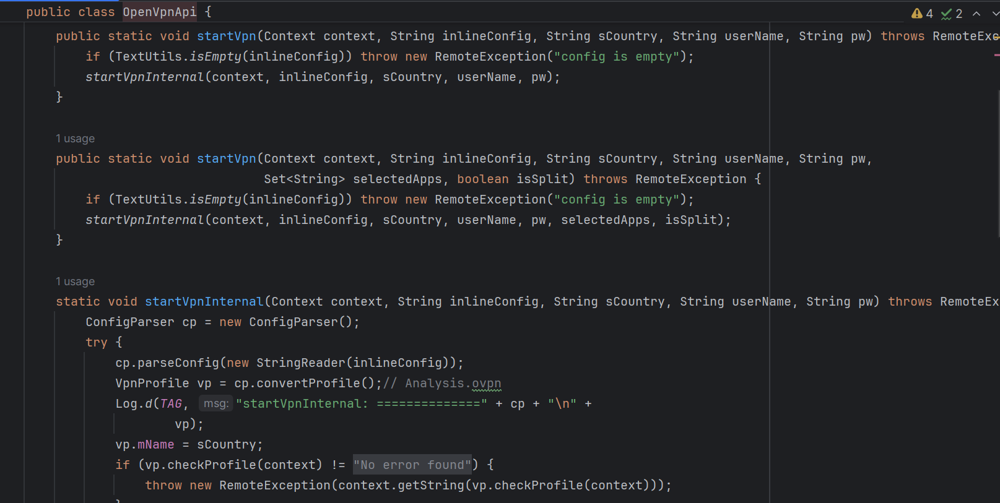 public class OpenVpnApi {
4 2
public static void startVpn(Context context, String inlineConfig, String sCountry, String userName, String pw) throws RemoteExce
if (TextUtils.isEmpty(inlineConfig)) throw new RemoteException("config is empty");
startVpnInternal(context, inlineConfig, sCountry, userName, pw);
}
1 usage
public static void startVpn(Context context, String inlineConfig, String sCountry, String userName, String pw,
Set<String> selectedApps, boolean isSplit) throws RemoteException {
if (TextUtils.isEmpty(inlineConfig)) throw new RemoteException("config is empty");
startVpnInternal(context, inlineConfig, sCountry, userName, pw, selectedApps, isSplit);
}
1 usage
static void startVpnInternal(Context context, String inlineConfig, String sCountry, String userName, String pw) throws RemoteEx
ConfigParser cp = new ConfigParser();
try {
cp.parseConfig(new StringReader(inlineConfig));
VpnProfile vp = cp.convertProfile();// Analysis.ovpn
Log.d(TAG, msg: "startVpnInternal: ==============" + cp + "\n" +
vp);
vp.mName = sCountry;
if (vp.checkProfile(context) != "No error found") {
throw new RemoteException(context.getString(vp.checkProfile(context)));
}